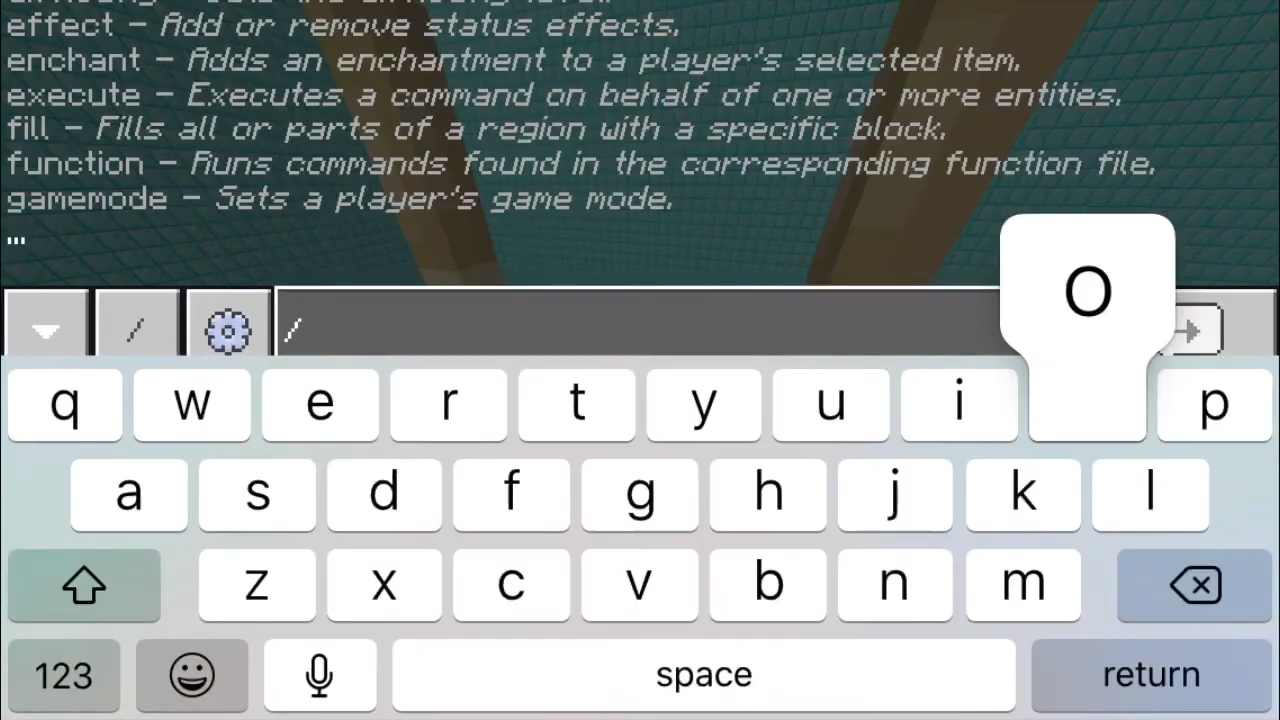 effect – Add or remove status effects.
enchant – Adds an enchantment to a player's selected item.
execute – Executes a command on behalf of one or more entities.
fill – Fills all or parts of a region with a specific block.
function – Runs commands found in the corresponding function file.
gamemode – Sets a player's game mode.
...
/ /
O
q w e r t y u i p
a s d f g h j k l
z x c v b n m
123 space return